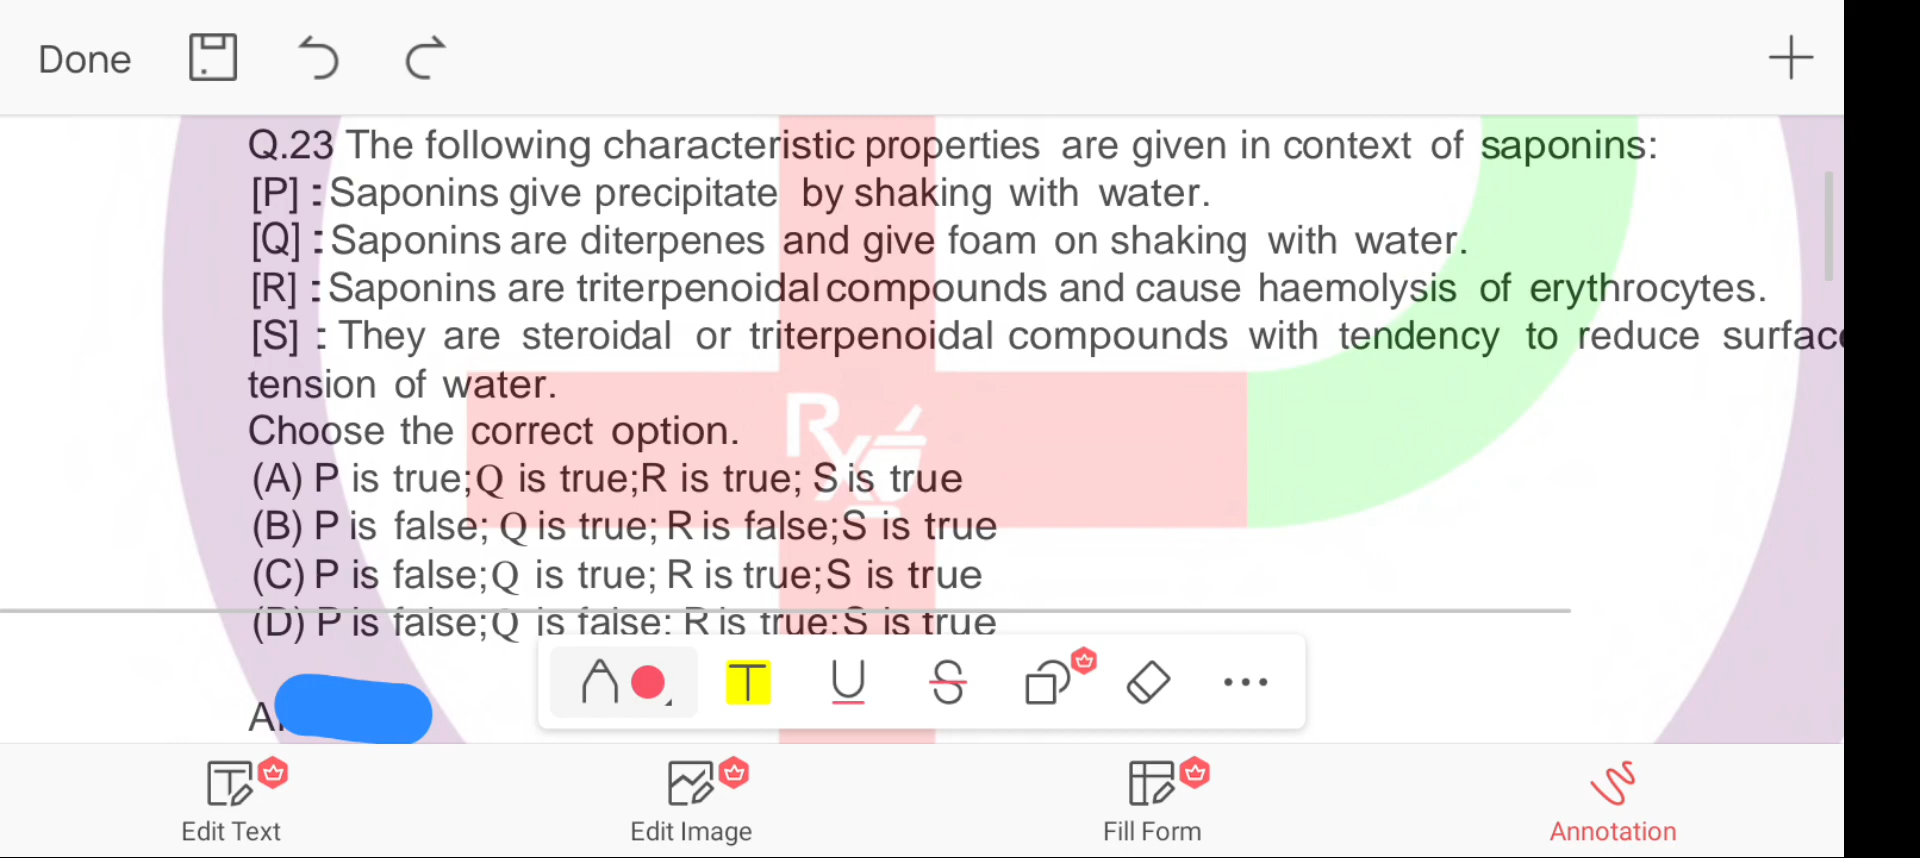 Done
Q.23 The following characteristic properties are given in context of saponins:
[P] : Saponins give precipitate by shaking with water.
[Q] : Saponins are diterpenes and give foam on shaking with water.
[R] : Saponins are triterpenoidal compounds and cause haemolysis of erythrocytes.
[S] : They are steroidal or triterpenoidal compounds with tendency to reduce surface
tension of water.
Choose the correct option.
(A) P is true;Q is true;R is true; S is true
(B) P is false; Q is true; R is false;S is true
(C) P is false;Q is true; R is true;S is true
(D) P is false;Q is false; R is true;S is true
Rx
T U S
Edit Text
Edit Image
Fill Form
Annotation